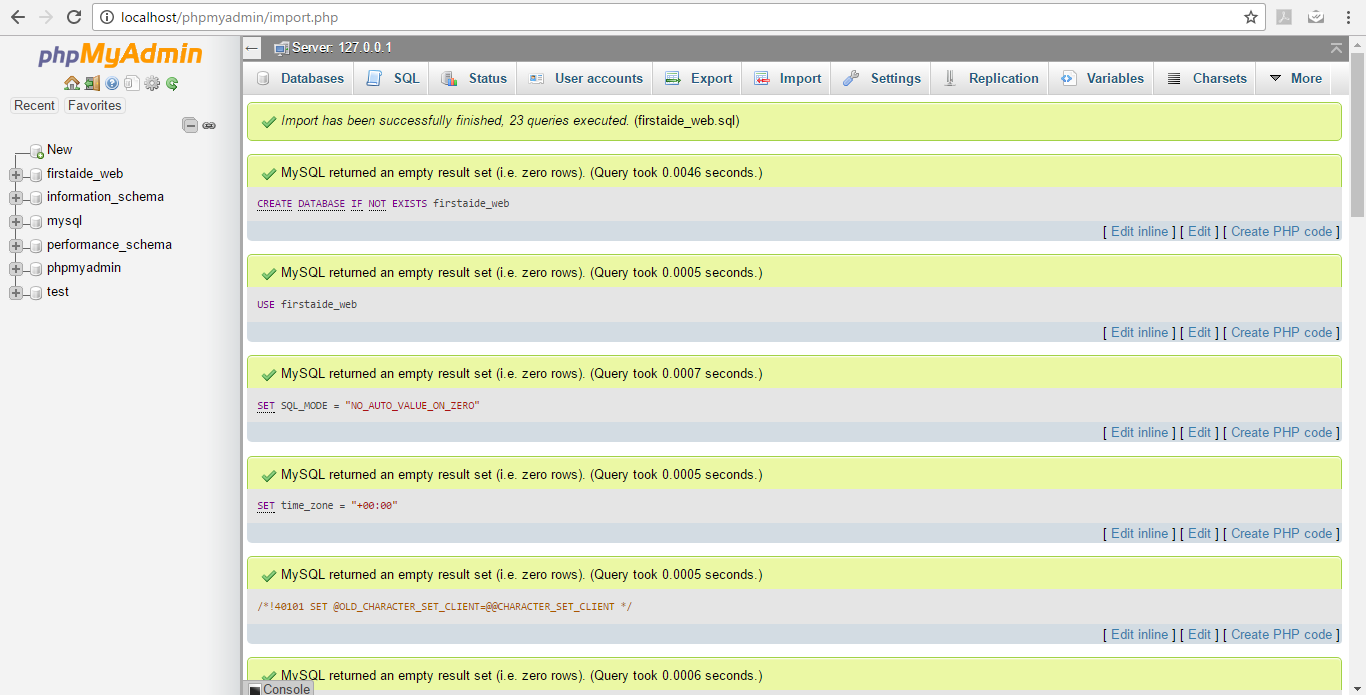 localhost/phpmyadmin/import.php
phpMyAdmin
Recent Favorites
New
firstaide_web
information_schema
mysql
performance_schema
phpmyadmin
test
Server: 127.0.0.1
Databases SQL Status User accounts Export Import Settings Replication Variables Charsets More
Import has been successfully finished, 23 queries executed. (firstaide_web.sql)
MySQL returned an empty result set (i.e. zero rows). (Query took 0.0046 seconds.)
CREATE DATABASE IF NOT EXISTS firstaide_web
[ Edit inline ] [ Edit ] [ Create PHP code ]
MySQL returned an empty result set (i.e. zero rows). (Query took 0.0005 seconds.)
USE firstaide_web
[ Edit inline ] [ Edit ] [ Create PHP code ]
MySQL returned an empty result set (i.e. zero rows). (Query took 0.0007 seconds.)
SET SQL_MODE = "NO_AUTO_VALUE_ON_ZERO"
[ Edit inline ] [ Edit ] [ Create PHP code ]
MySQL returned an empty result set (i.e. zero rows). (Query took 0.0005 seconds.)
SET time_zone = "+00:00"
[ Edit inline ] [ Edit ] [ Create PHP code ]
MySQL returned an empty result set (i.e. zero rows). (Query took 0.0005 seconds.)
/*!40101 SET @OLD_CHARACTER_SET_CLIENT=@@CHARACTER_SET_CLIENT */
[ Edit inline ] [ Edit ] [ Create PHP code ]
MySQL returned an empty result set (i.e. zero rows). (Query took 0.0006 seconds.)
Console